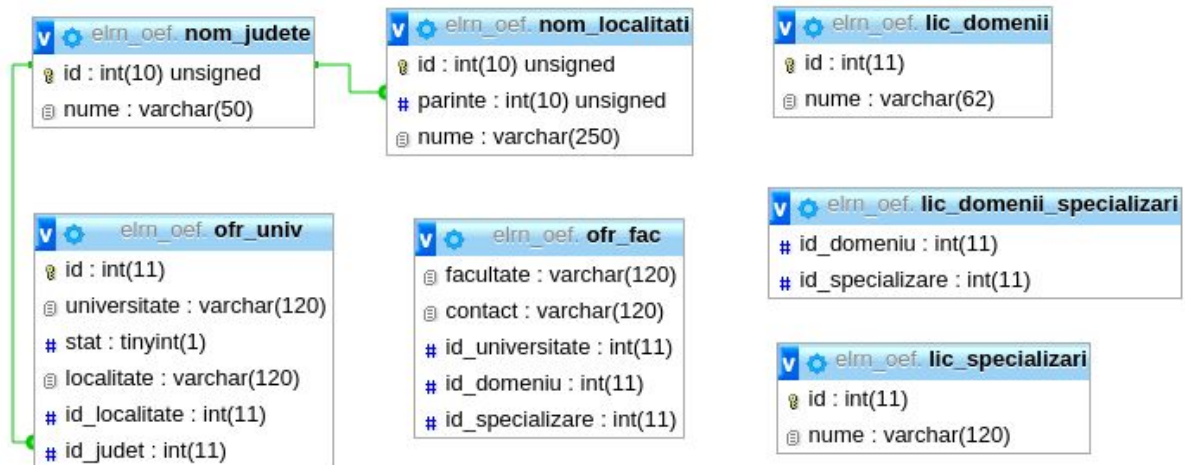 v elrn_oef. nom_judete
id : int(10) unsigned
nume : varchar(50)
v elrn_oef. nom_localitati
id : int(10) unsigned
# parinte : int(10) unsigned
nume : varchar(250)
v elrn_oef. lic_domenii
id : int(11)
nume : varchar(62)
v elrn_oef. ofr_univ
id : int(11)
universitate : varchar(120)
# stat : tinyint(1)
localitate : varchar(120)
# id_localitate : int(11)
# id_judet : int(11)
v elrn_oef. ofr_fac
facultate : varchar(120)
contact : varchar(120)
# id_universitate : int(11)
# id_domeniu : int(11)
# id_specializare : int(11)
v elrn_oef. lic_domenii_specializari
# id_domeniu : int(11)
# id_specializare : int(11)
v elrn_oef. lic_specializari
id : int(11)
nume : varchar(120)